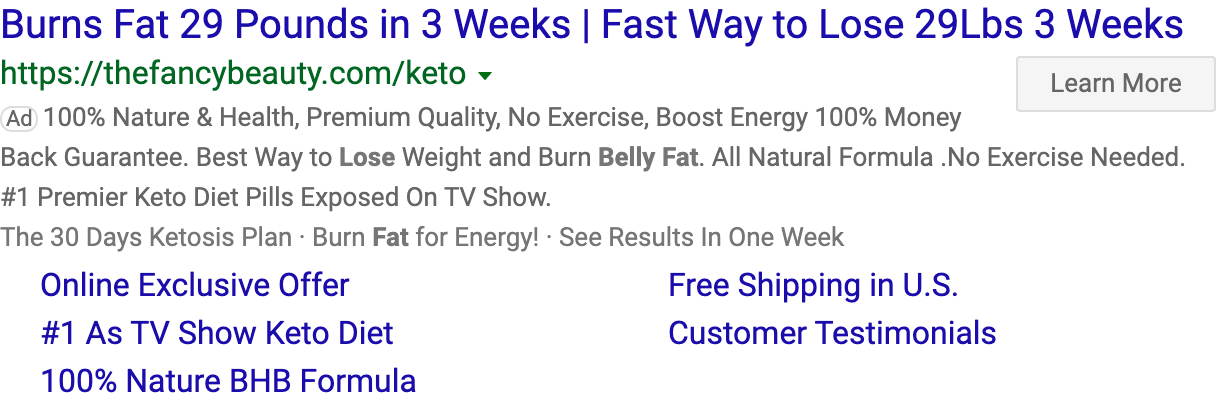 Burns Fat 29 Pounds in 3 Weeks | Fast Way to Lose 29Lbs 3 Weeks
https://thefancybeauty.com/keto
Learn More
Ad 100% Nature & Health, Premium Quality, No Exercise, Boost Energy 100% Money
Back Guarantee. Best Way to Lose Weight and Burn Belly Fat. All Natural Formula .No Exercise Needed.
#1 Premier Keto Diet Pills Exposed On TV Show.
The 30 Days Ketosis Plan · Burn Fat for Energy! · See Results In One Week
Online Exclusive Offer
Free Shipping in U.S.
#1 As TV Show Keto Diet
Customer Testimonials
100% Nature BHB Formula